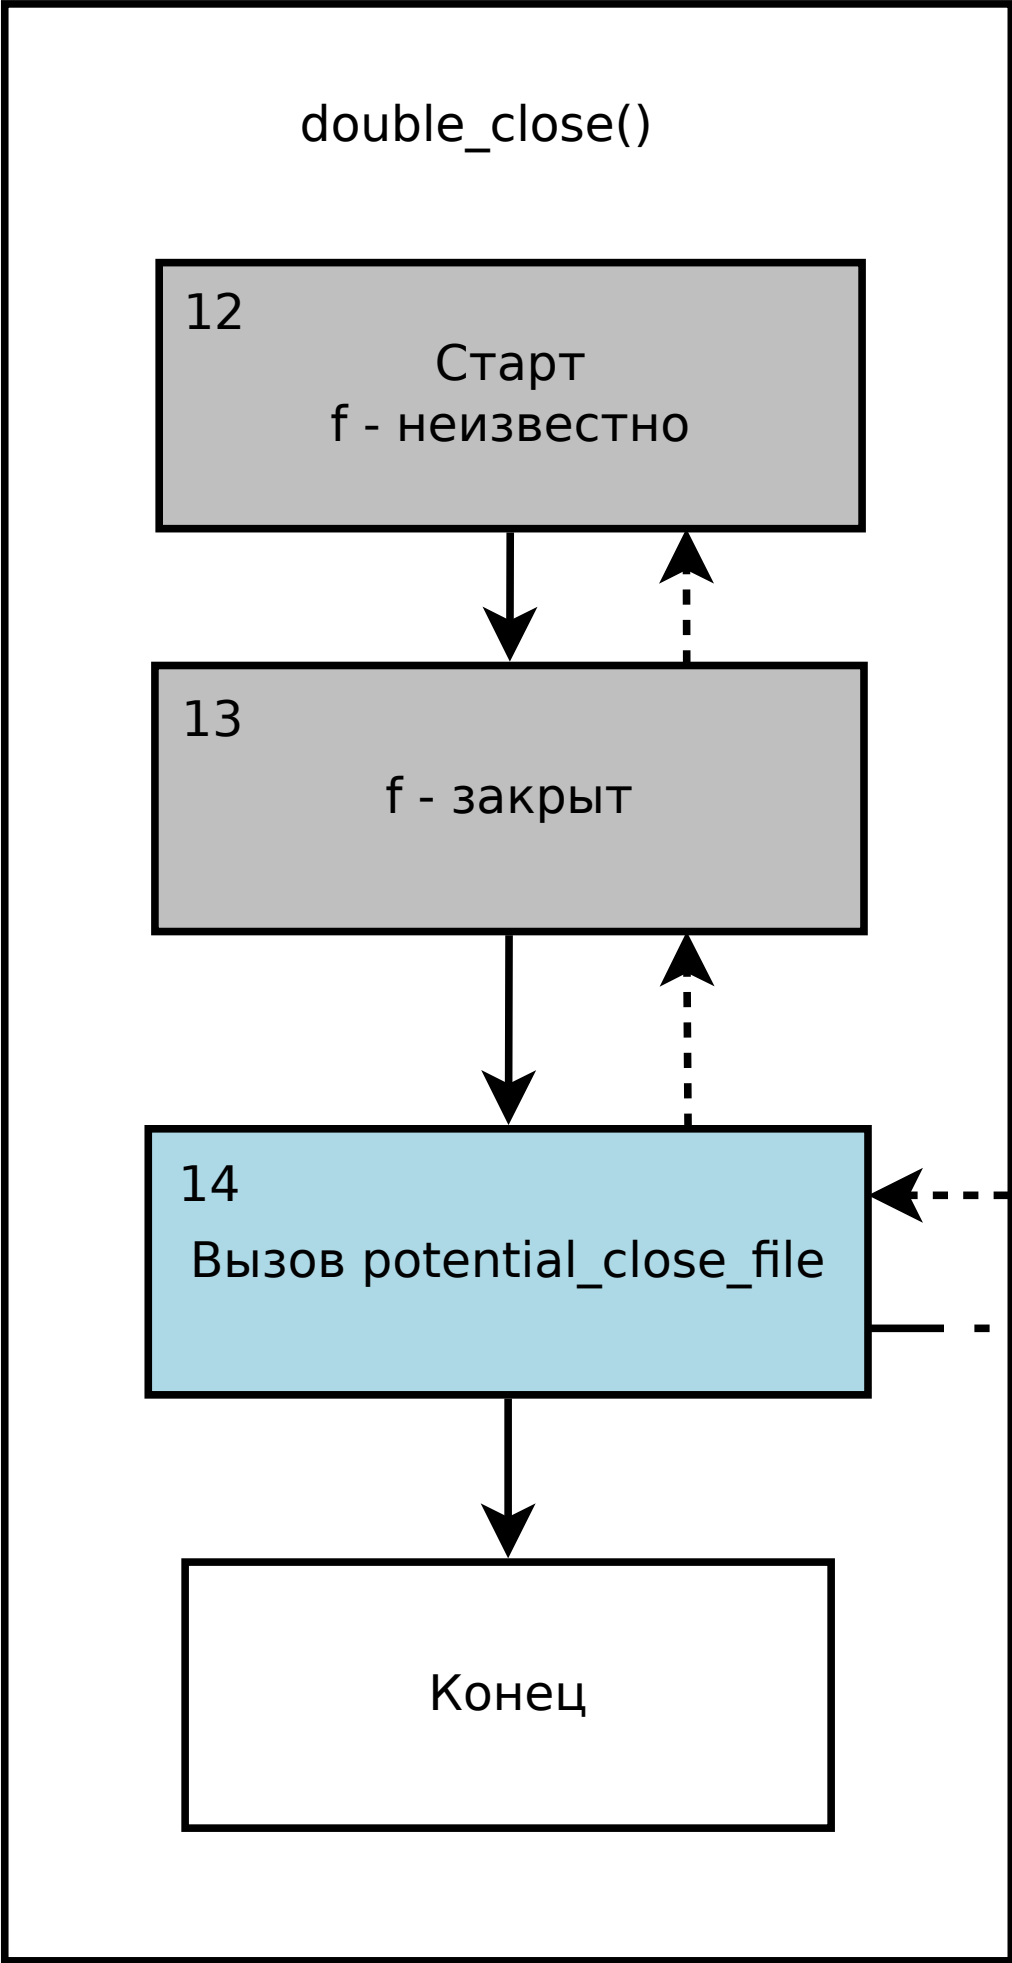 double_close()
12
Старт
f - неизвестно
13
f - закрыт
14
Вызов potential_close_file
Конец